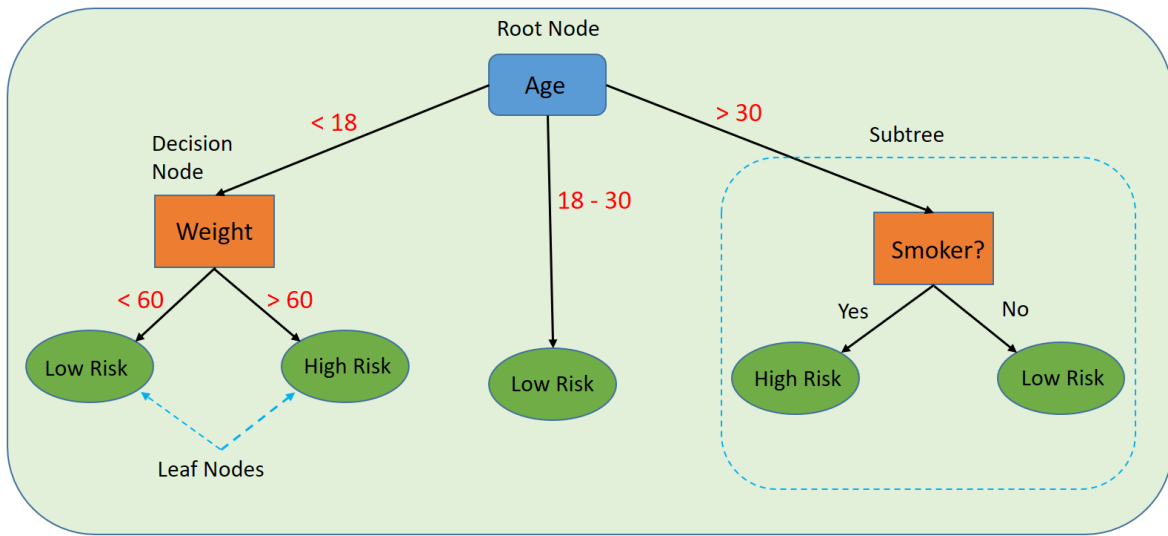 Root Node
Age
< 18
> 30
Decision
Node
Subtree
18 - 30
Weight
Smoker?
< 60
> 60
Yes
No
Low Risk
High Risk
Low Risk
High Risk
Low Risk
Leaf Nodes